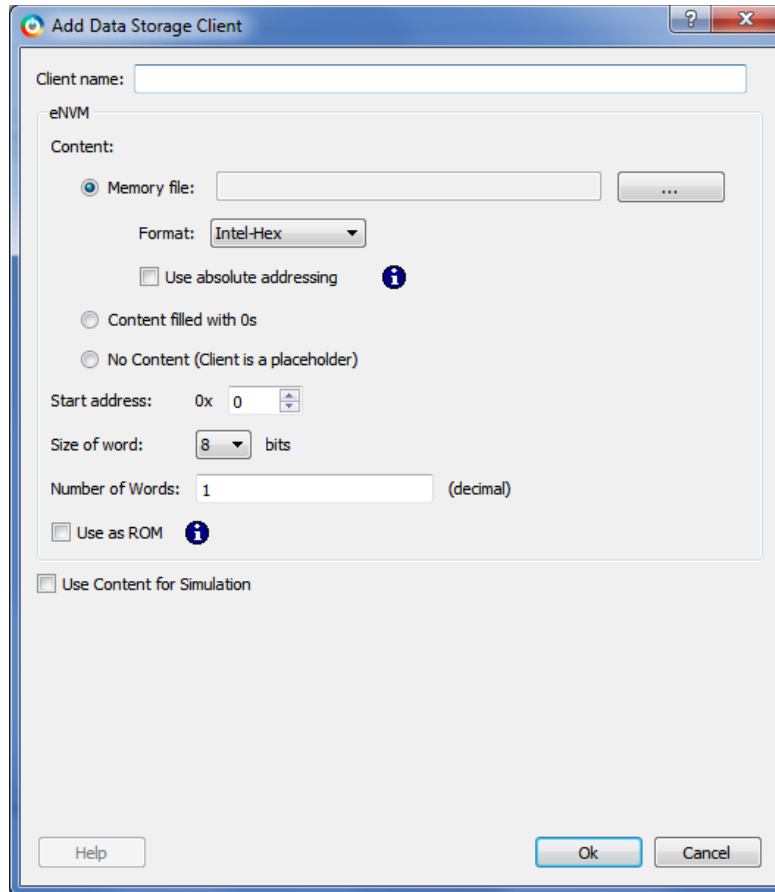 Add Data Storage Client
Client name:
eNVM
Content:
Memory file: ...
Format: Intel-Hex
Use absolute addressing
Content filled with 0s
No Content (Client is a placeholder)
Start address: 0x 0
Size of word: 8 bits
Number of Words: 1 (decimal)
Use as ROM
Use Content for Simulation
Help Ok Cancel